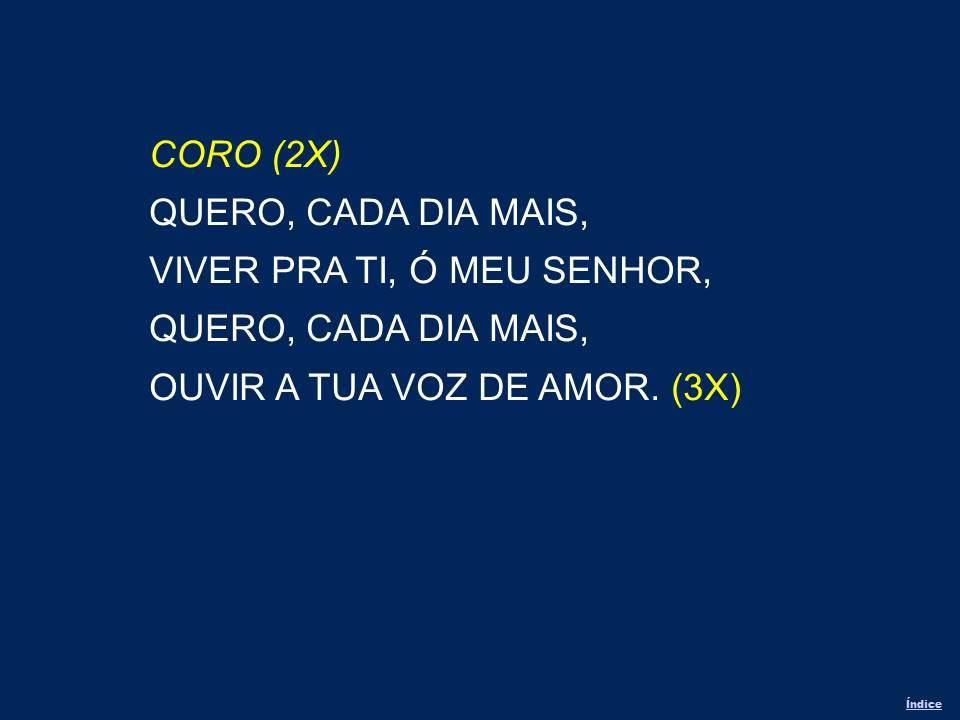 CORO (2X)
QUERO, CADA DIA MAIS,
VIVER PRA TI, Ó MEU SENHOR,
QUERO, CADA DIA MAIS,
OUVIR A TUA VOZ DE AMOR. (3X)
Índice